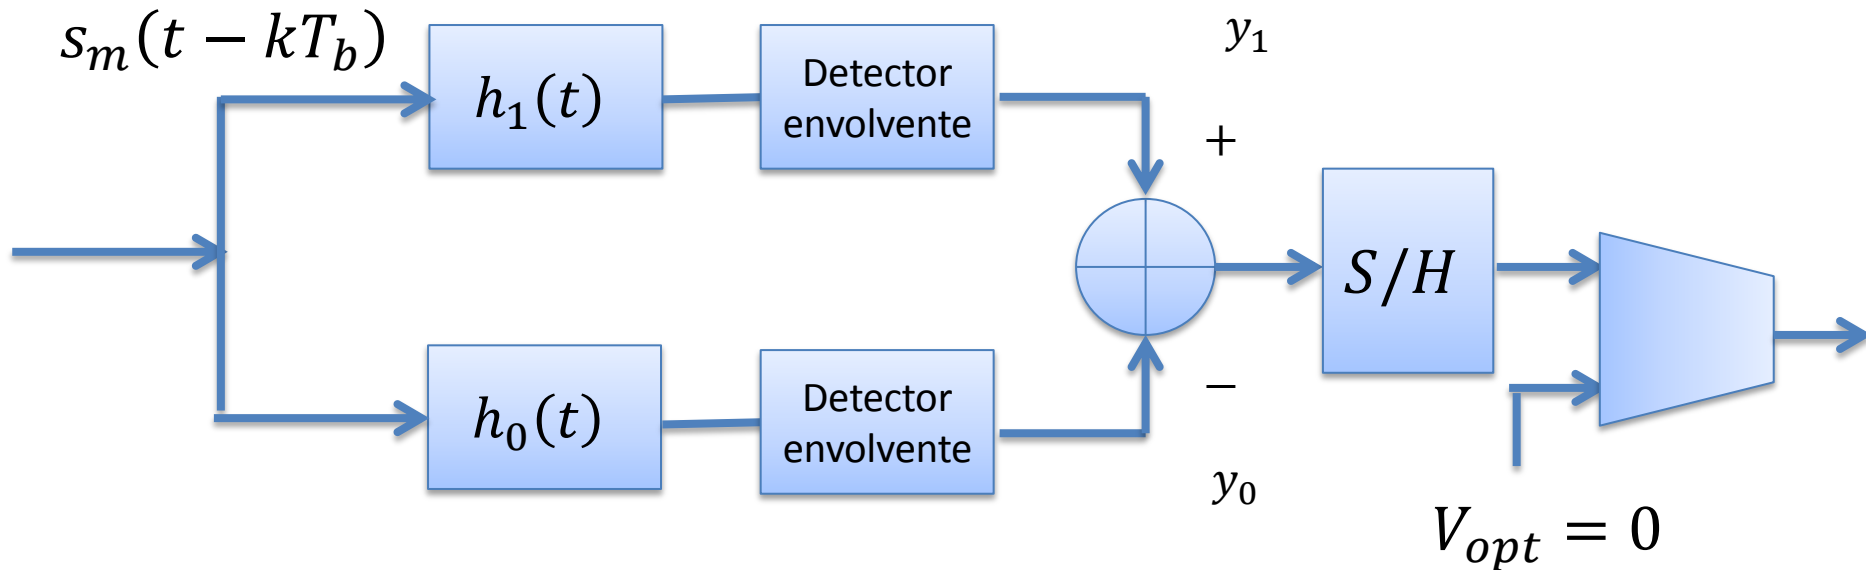 s_m(t − kT_b)
y_1
h_1(t)
Detector
envolvente
+
S/H
h_0(t)
Detector
envolvente
−
y_0
V_opt = 0